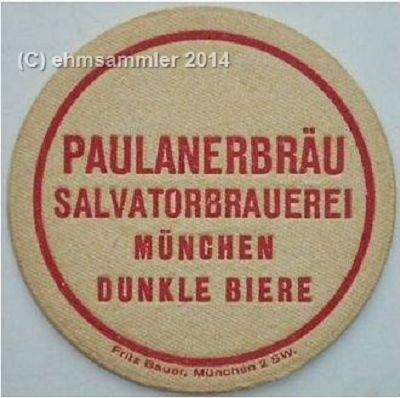 (C) ehmsammler 2014
PAULANERBRÄU
SALVATORBRAUEREI
MÜNCHEN
DUNKLE BIERE
Fritz Bauer, München 2 SW.